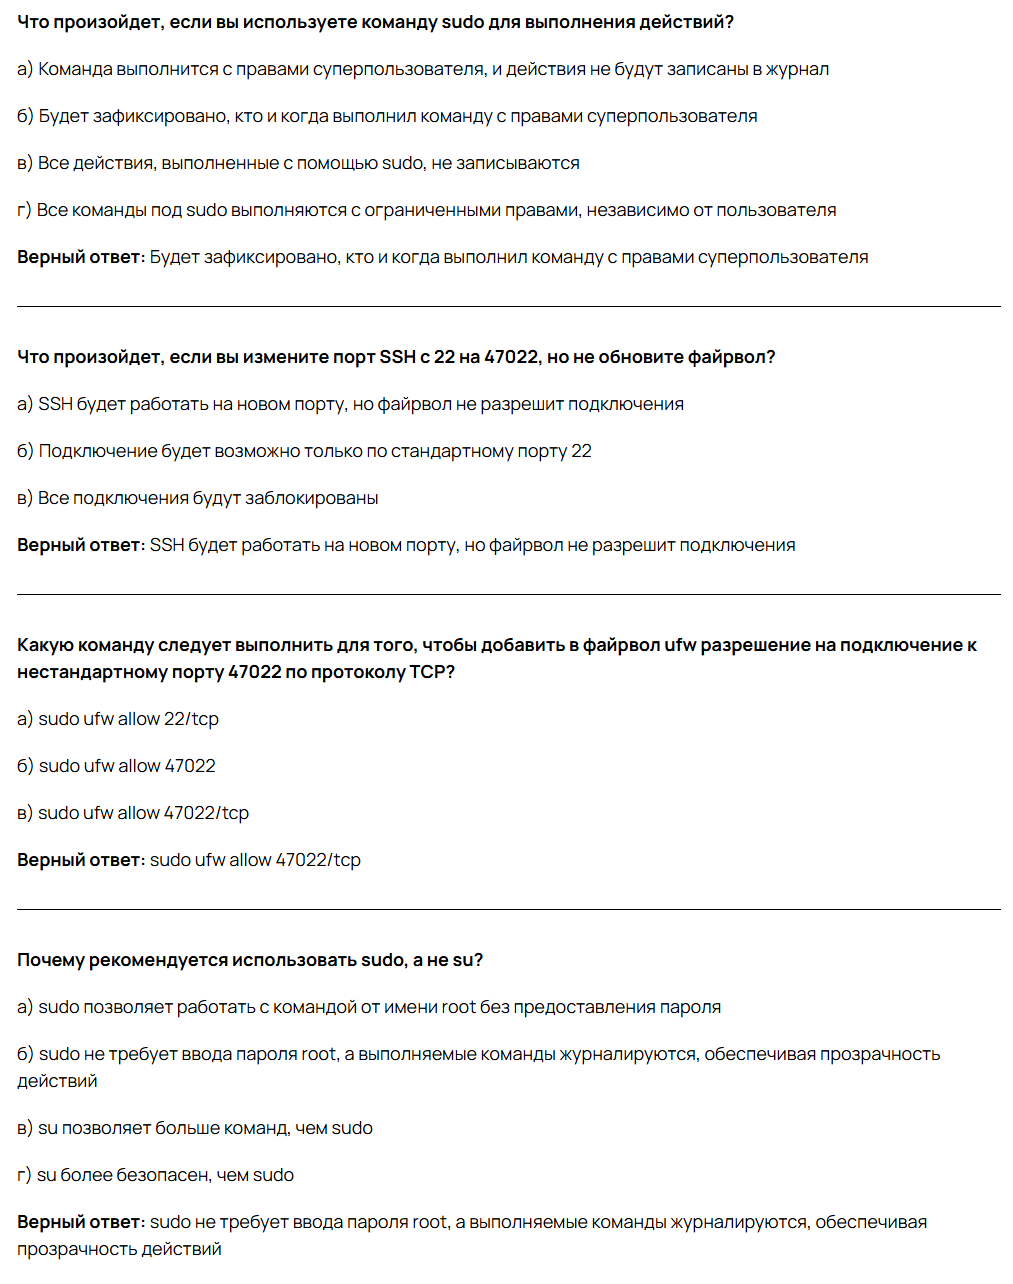 Что произойдет, если вы используете команду sudo для выполнения действий?
а) Команда выполнится с правами суперпользователя, и действия не будут записаны в журнал
б) Будет зафиксировано, кто и когда выполнил команду с правами суперпользователя
в) Все действия, выполненные с помощью sudo, не записываются
г) Все команды под sudo выполняются с ограниченными правами, независимо от пользователя
Верный ответ: Будет зафиксировано, кто и когда выполнил команду с правами суперпользователя
Что произойдет, если вы измените порт SSH с 22 на 47022, но не обновите файрвол?
а) SSH будет работать на новом порту, но файрвол не разрешит подключения
б) Подключение будет возможно только по стандартному порту 22
в) Все подключения будут заблокированы
Верный ответ: SSH будет работать на новом порту, но файрвол не разрешит подключения
Какую команду следует выполнить для того, чтобы добавить в файрвол ufw разрешение на подключение к
нестандартному порту 47022 по протоколу TCP?
а) sudo ufw allow 22/tcp
б) sudo ufw allow 47022
в) sudo ufw allow 47022/tcp
Верный ответ: sudo ufw allow 47022/tcp
Почему рекомендуется использовать sudo, а не su?
а) sudo позволяет работать с командой от имени root без предоставления пароля
б) sudo не требует ввода пароля root, а выполняемые команды журналируются, обеспечивая прозрачность
действий
в) su позволяет больше команд, чем sudo
г) su более безопасен, чем sudo
Верный ответ: sudo не требует ввода пароля root, а выполняемые команды журналируются, обеспечивая
прозрачность действий